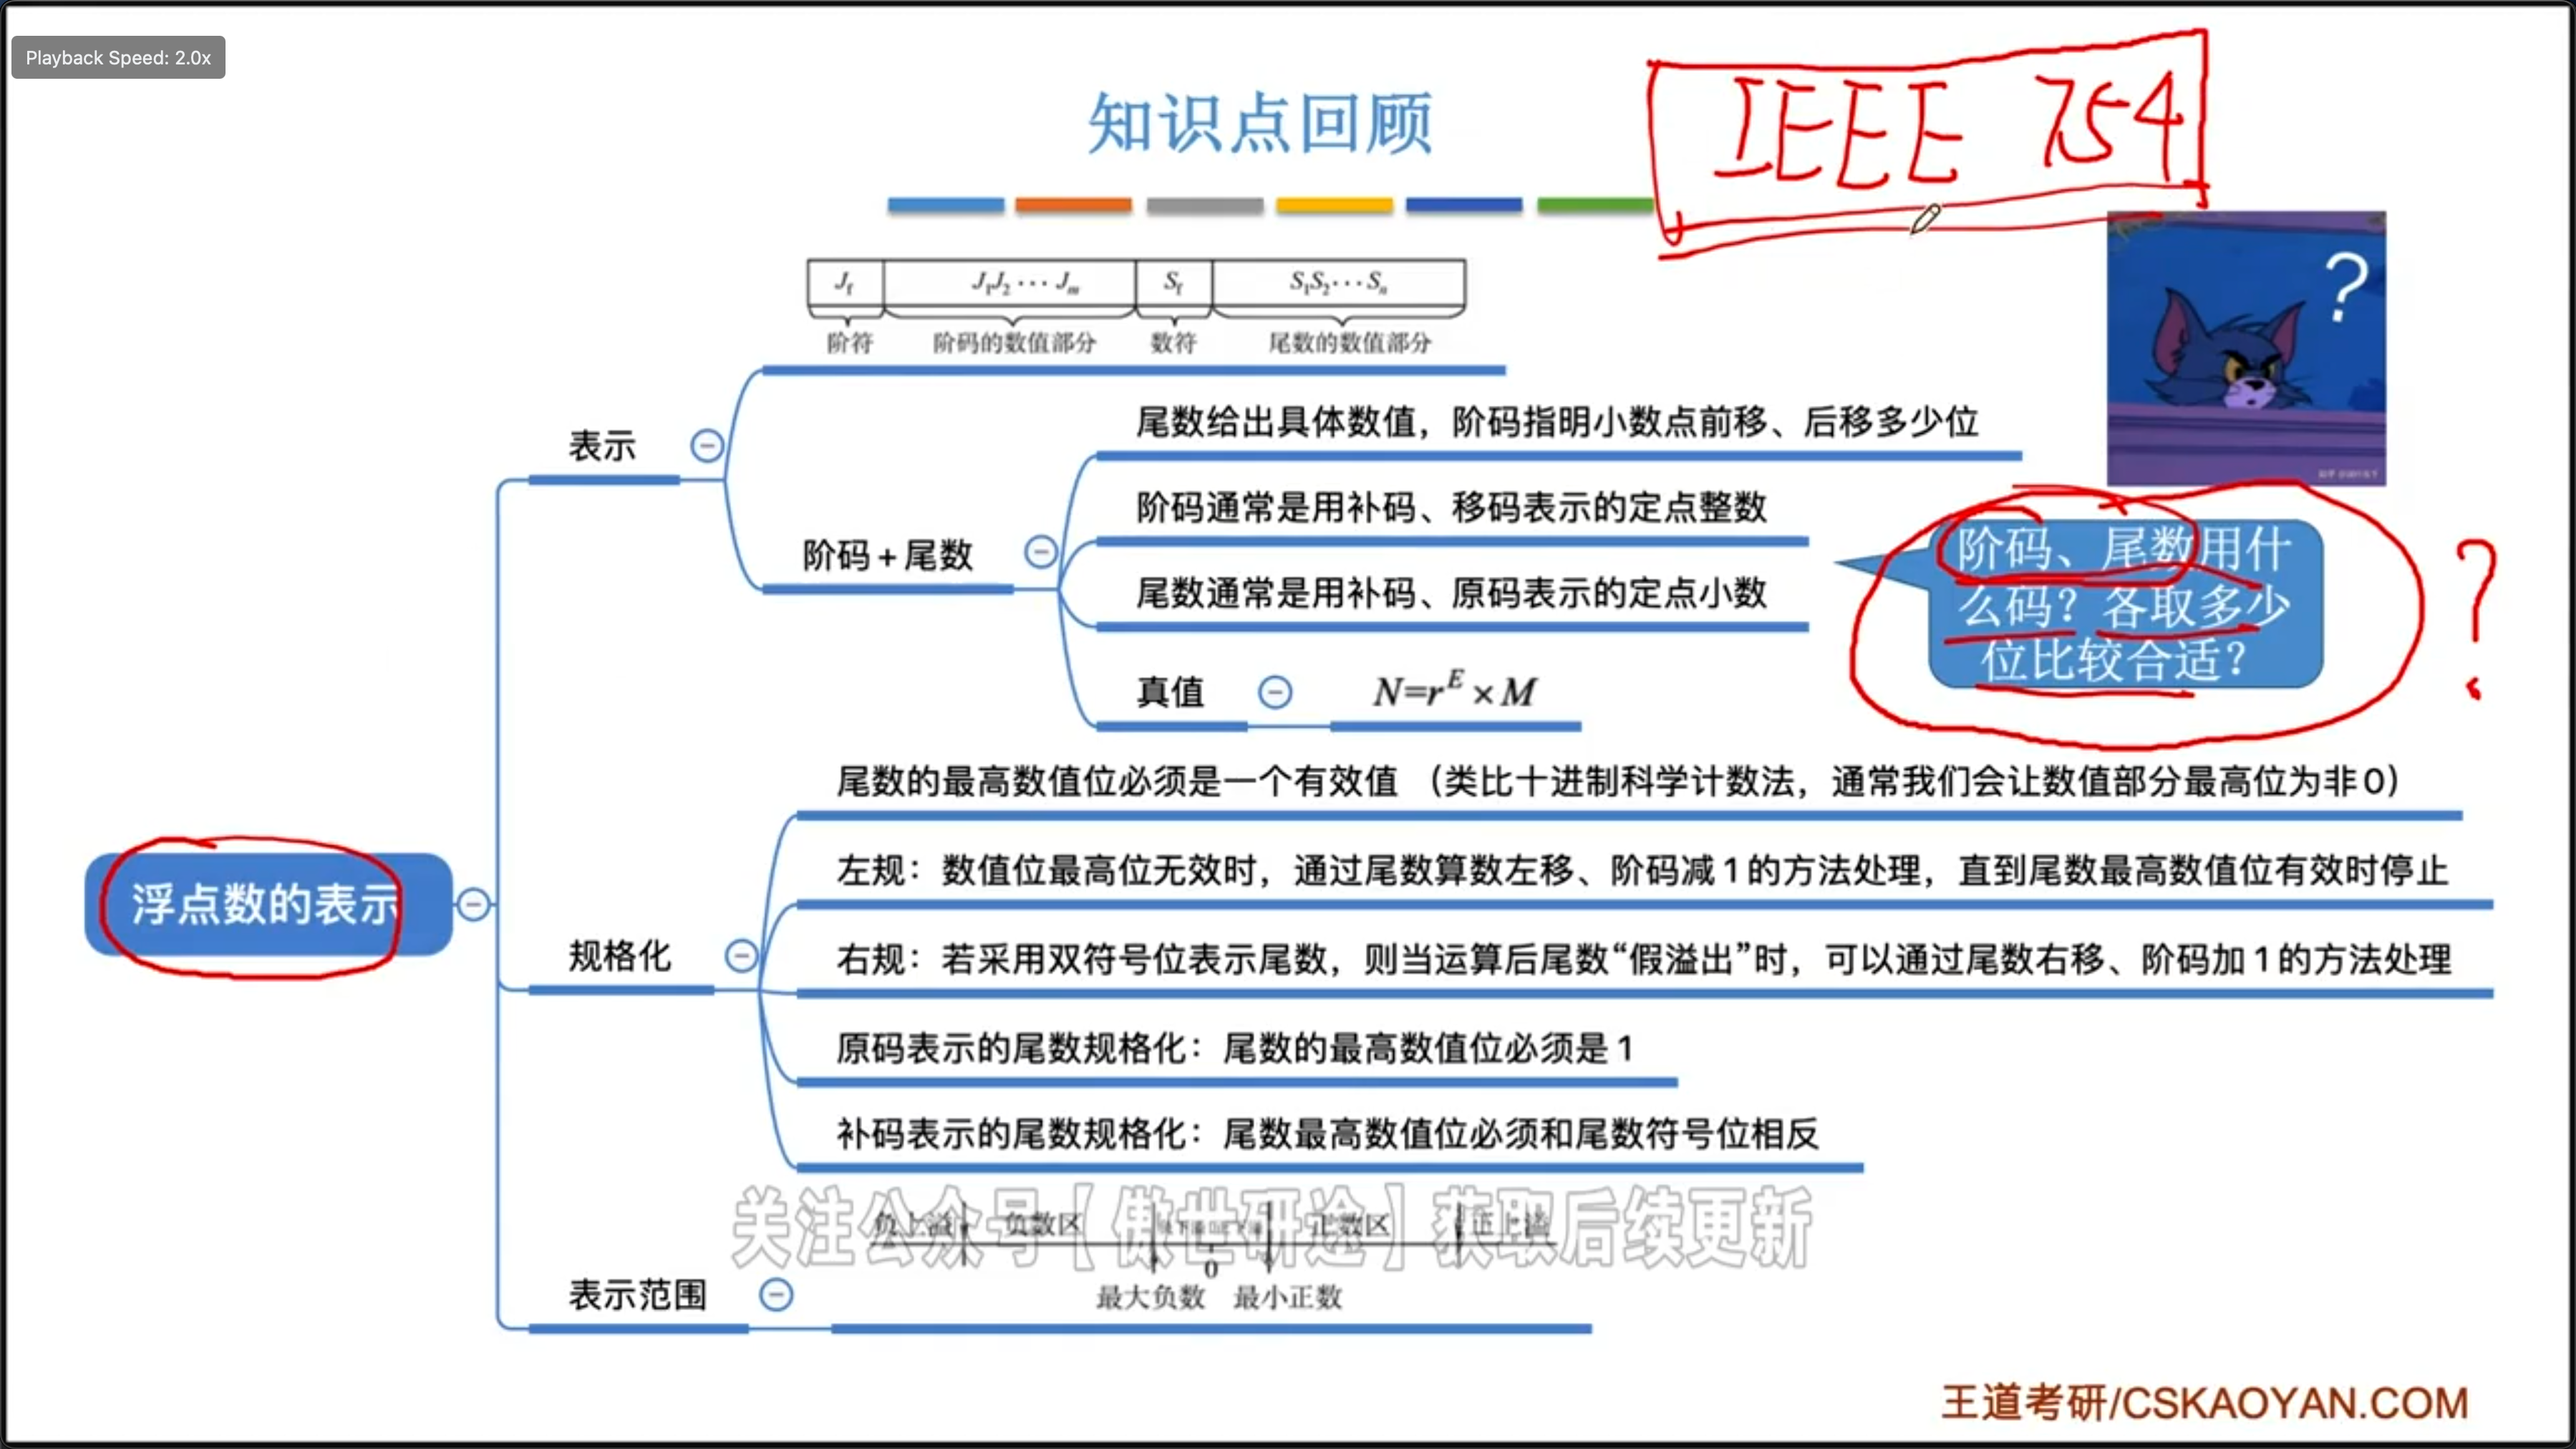 Playback Speed: 2.0x
知识点回顾
IEEE 754
J_f J_1J_2 ··· J_m S_f S_1S_2 ··· S_n
阶符 阶码的数值部分 数符 尾数的数值部分
?
表示
尾数给出具体数值，阶码指明小数点前移、后移多少位
阶码+尾数
阶码通常是用补码、移码表示的定点整数
尾数通常是用补码、原码表示的定点小数
真值 N=r^E×M
阶码、尾数用什
么码？各取多少
位比较合适？
?
浮点数的表示
规格化
尾数的最高数值位必须是一个有效值 （类比十进制科学计数法，通常我们会让数值部分最高位为非0）
左规：数值位最高位无效时，通过尾数算数左移、阶码减1的方法处理，直到尾数最高数值位有效时停止
右规：若采用双符号位表示尾数，则当运算后尾数“假溢出”时，可以通过尾数右移、阶码加1的方法处理
原码表示的尾数规格化：尾数的最高数值位必须是1
补码表示的尾数规格化：尾数最高数值位必须和尾数符号位相反
关注公众号【傲世研途】获取后续更新
负上溢 负数区 正数区 正上溢
0
表示范围
最大负数 最小正数
王道考研/CSKAOYAN.COM